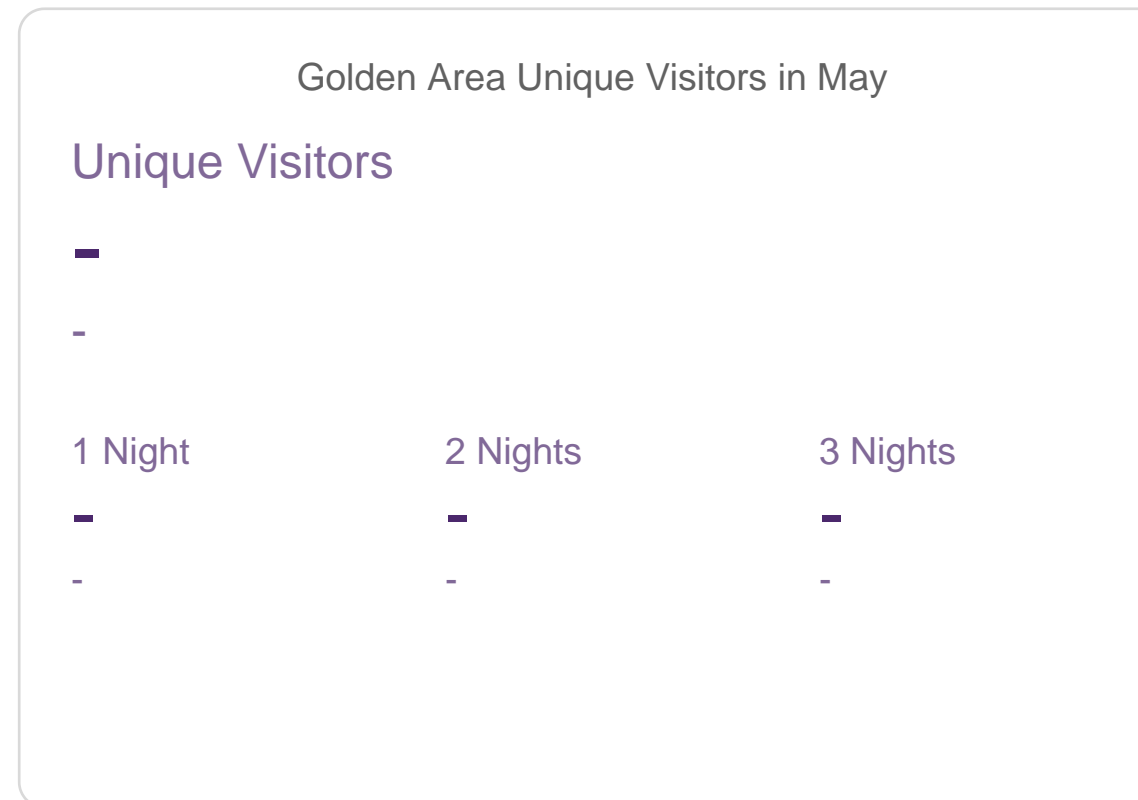 Golden Area Unique Visitors in May
Unique Visitors
-
-
1 Night 2 Nights 3 Nights
- - -
- - -